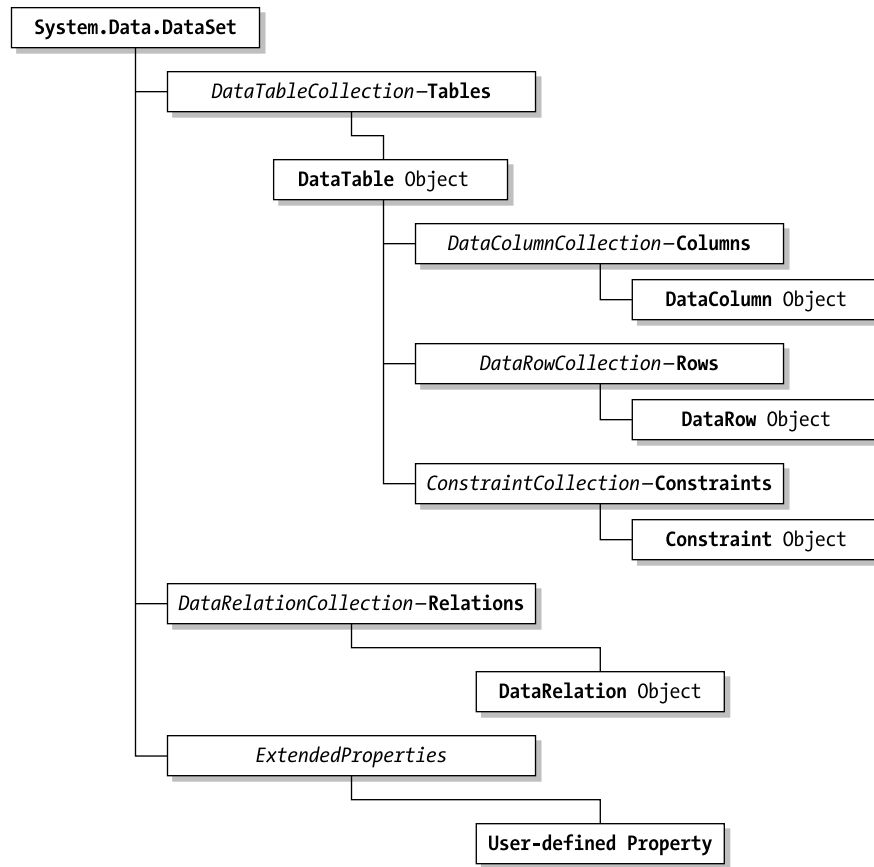 System.Data.DataSet
DataTableCollection–Tables
DataTable Object
DataColumnCollection–Columns
DataColumn Object
DataRowCollection–Rows
DataRow Object
ConstraintCollection–Constraints
Constraint Object
DataRelationCollection–Relations
DataRelation Object
ExtendedProperties
User-defined Property